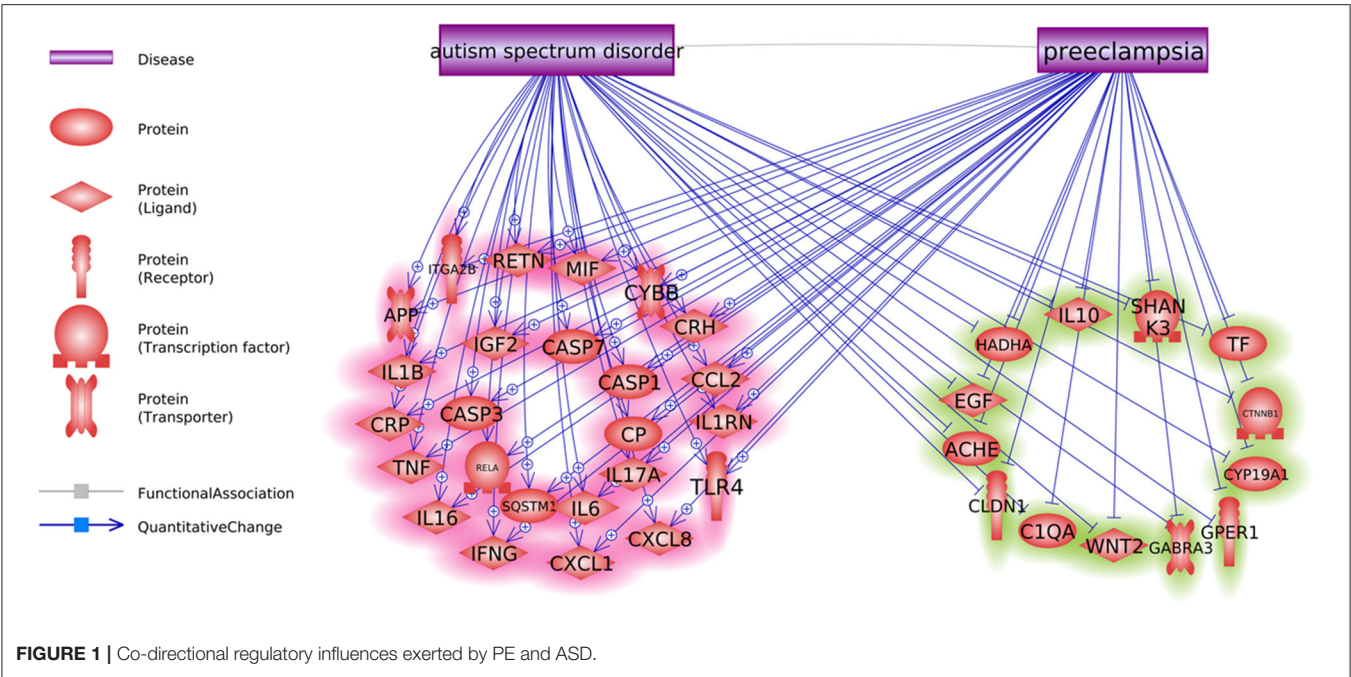 autism spectrum disorder
preeclampsia
Disease
Protein
Protein
(Ligand)
Protein
(Receptor)
Protein
(Transcription factor)
Protein
(Transporter)
FunctionalAssociation
QuantitativeChange
ITGA2B
RETN
MIF
CYBB
APP
CRH
IGF2
CASP7
IL1B
CASP1
CCL2
CRP
CASP3
CP
IL1RN
TNF
RELA
IL17A
TLR4
IL16
SQSTM1
IL6
IFNG
CXCL1
CXCL8
IL10
SHAN
K3
HADHA
TF
EGF
CTNNB1
ACHE
CYP19A1
CLDN1
C1QA
WNT2
GABRA3
GPER1
FIGURE 1 | Co-directional regulatory influences exerted by PE and ASD.